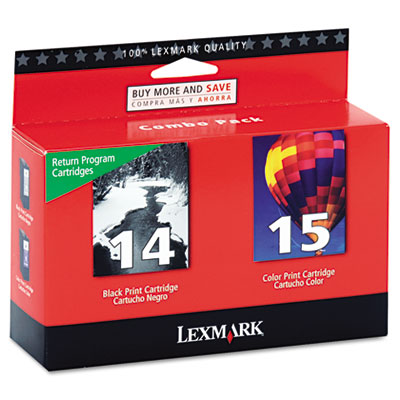 100% LEXMARK QUALITY
BUY MORE AND SAVE
COMPRA MÁS Y AHORRA
Combo Pack
Return Program
Cartridges
14
Black Print Cartridge
Cartucho Negro
15
Color Print Cartridge
Cartucho Color
LEXMARK